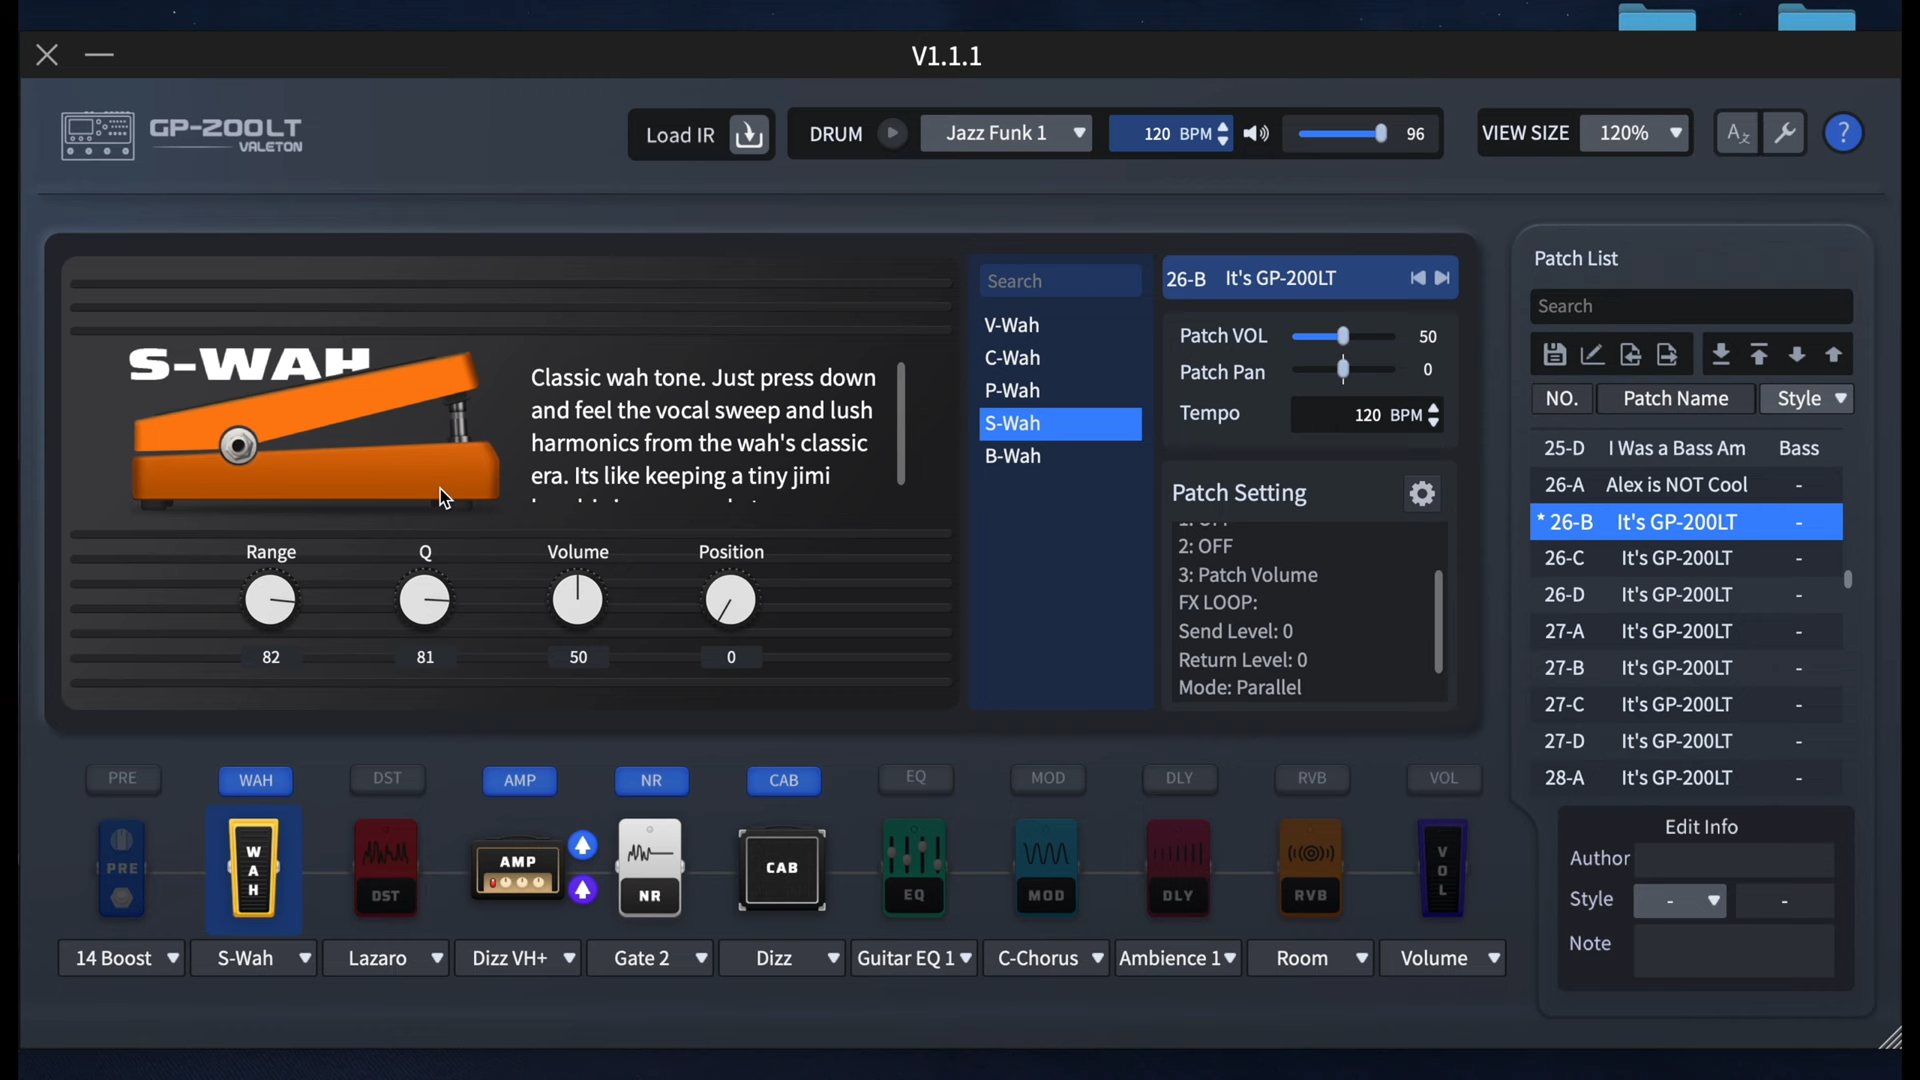 V1.1.1
GP-200LT
VALETON
Load IR
DRUM
Jazz Funk 1
120 BPM
96
VIEW SIZE
120%
Az
?
S-WAH
Classic wah tone. Just press down
and feel the vocal sweep and lush
harmonics from the wah's classic
era. Its like keeping a tiny jimi
Range
Q
Volume
Position
82
81
50
0
Search
V-Wah
C-Wah
P-Wah
S-Wah
B-Wah
26-B It's GP-200LT
Patch VOL 50
Patch Pan 0
Tempo 120 BPM
Patch Setting
2: OFF
3: Patch Volume
FX LOOP:
Send Level: 0
Return Level: 0
Mode: Parallel
Patch List
Search
NO. Patch Name Style
25-D I Was a Bass Am Bass
26-A Alex is NOT Cool -
* 26-B It's GP-200LT -
26-C It's GP-200LT -
26-D It's GP-200LT -
27-A It's GP-200LT -
27-B It's GP-200LT -
27-C It's GP-200LT -
27-D It's GP-200LT -
28-A It's GP-200LT -
Edit Info
Author
Style - -
Note
PRE WAH DST AMP NR CAB EQ MOD DLY RVB VOL
PRE WAH DST AMP NR CAB EQ MOD DLY RVB VOL
14 Boost S-Wah Lazaro Dizz VH+ Gate 2 Dizz Guitar EQ 1 C-Chorus Ambience 1 Room Volume